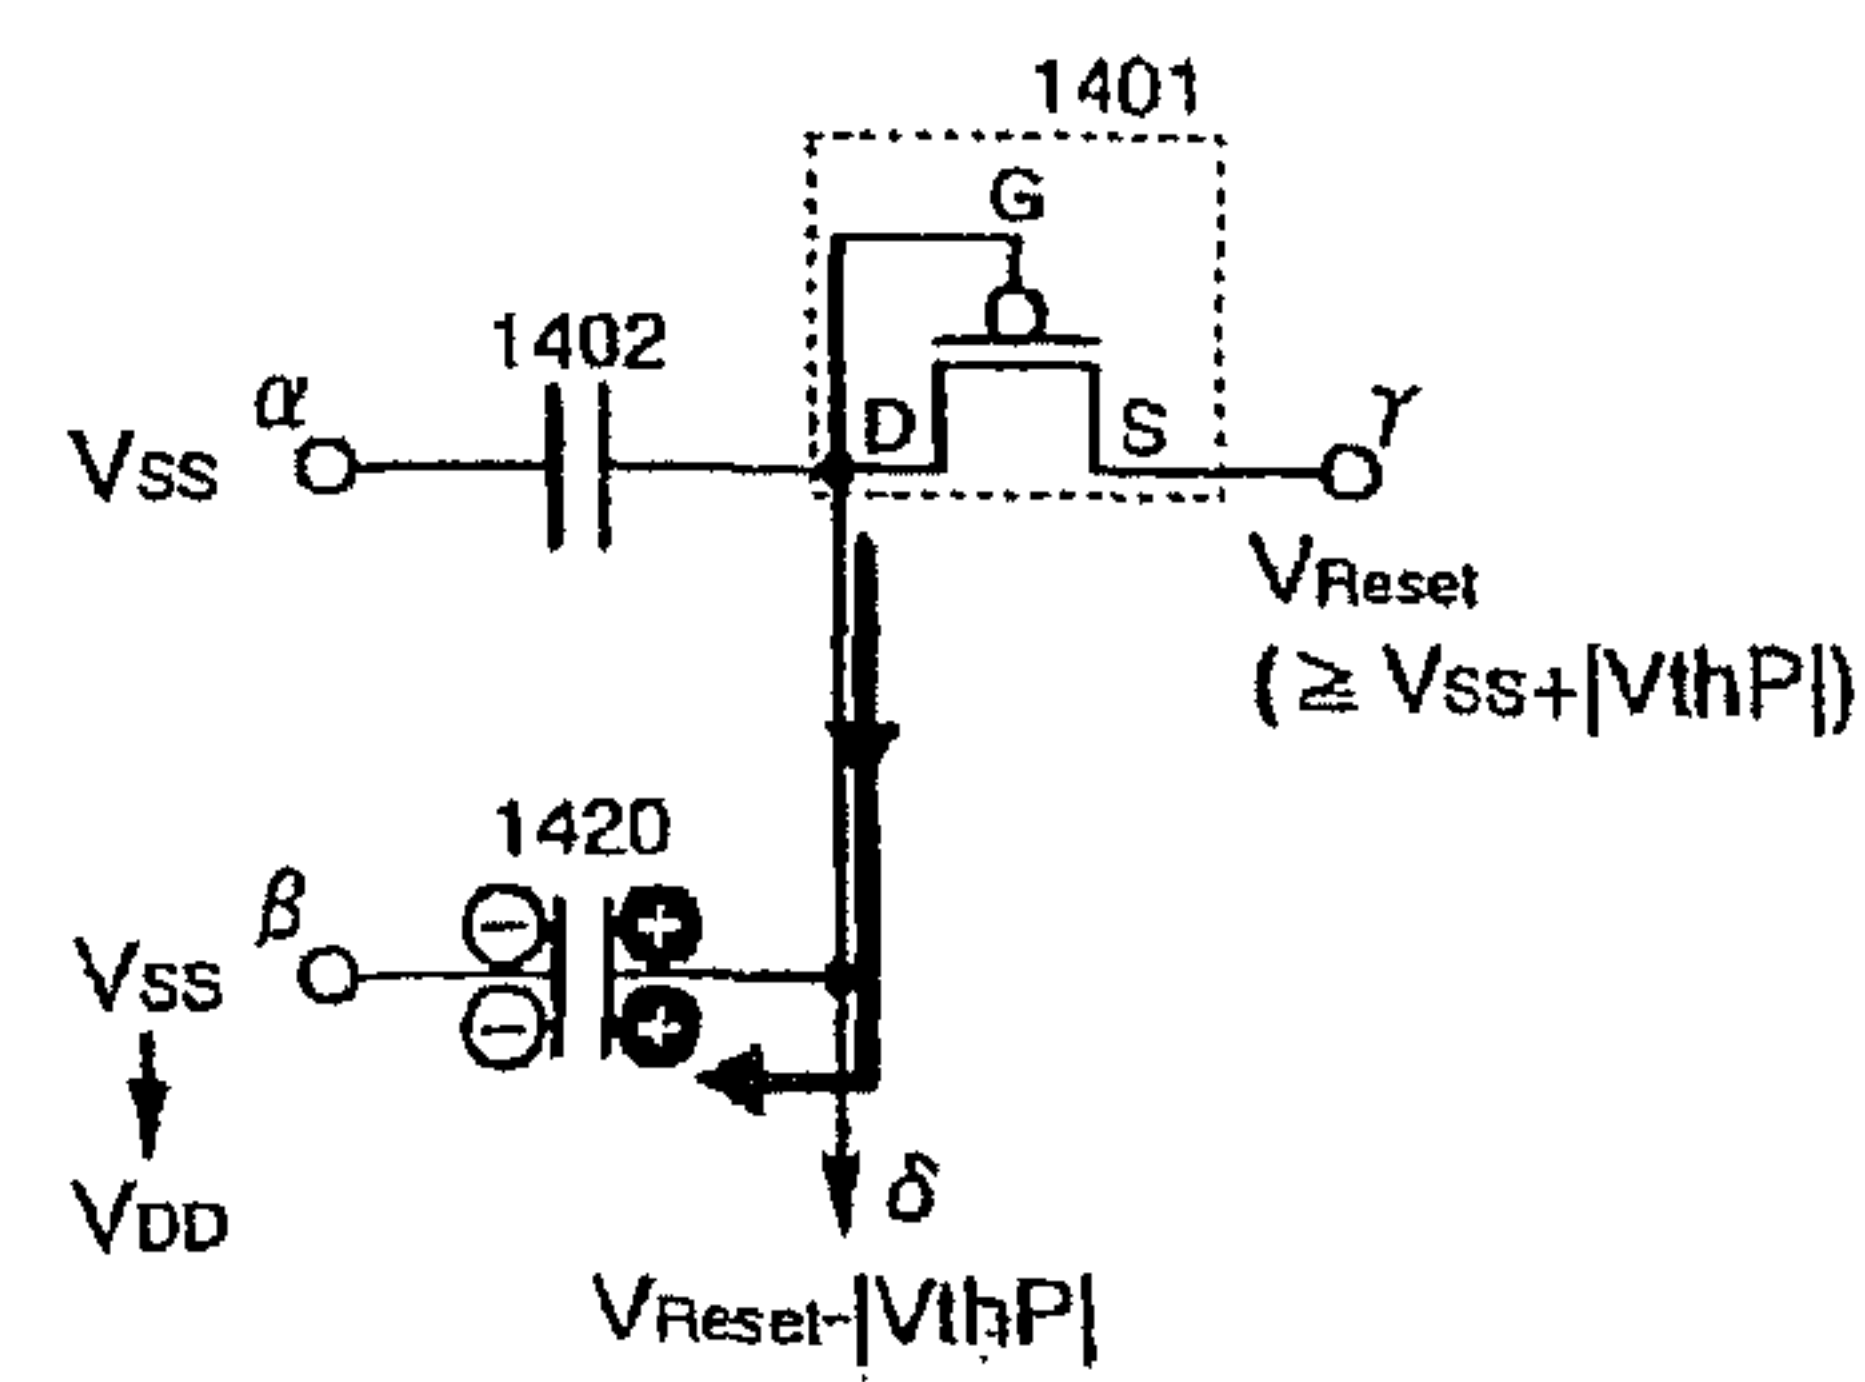 1401
G
1402
α
D
S
γ
VSS
VReset
(≧ VSS+|VthP|)
1420
β
− +
VSS
− +
δ
VDD
VReset-|VthP|